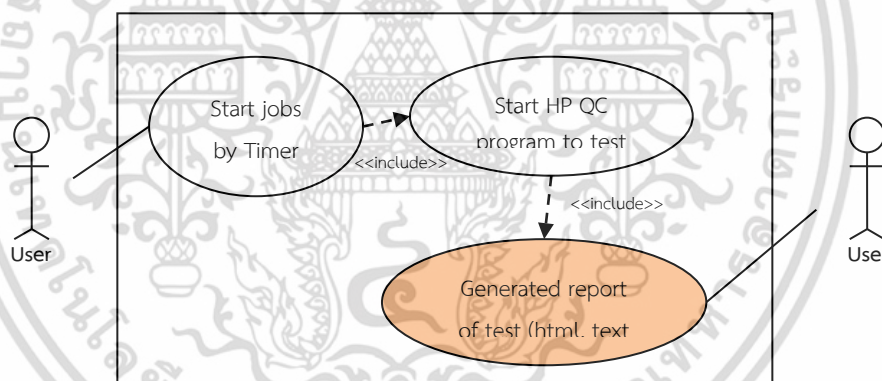 Start jobs
by Timer
Start HP QC
program to test
<<include>>
<<include>>
Generated report
of test (html, text
User
Use